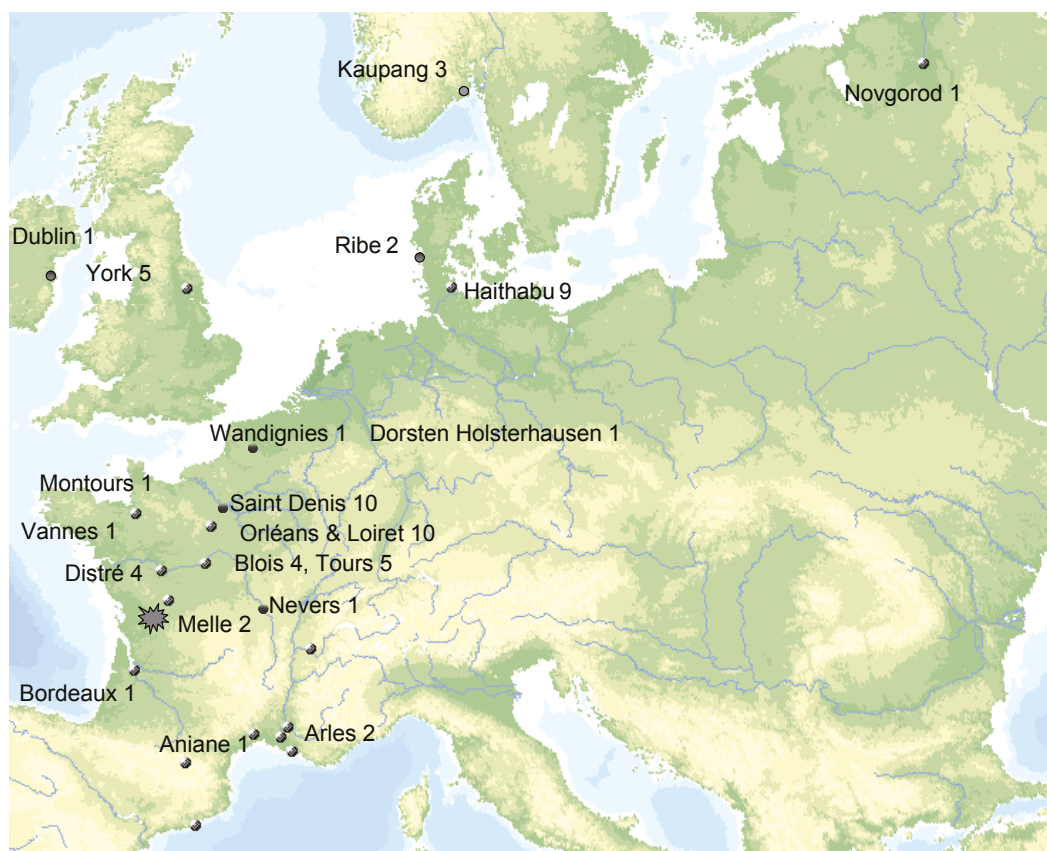 Kaupang 3
Novgorod 1
Dublin 1
Ribe 2
York 5
Haithabu 9
Wandignies 1
Dorsten Holsterhausen 1
Montours 1
Saint Denis 10
Vannes 1
Orléans & Loiret 10
Blois 4, Tours 5
Distré 4
Nevers 1
Melle 2
Bordeaux 1
Arles 2
Aniane 1